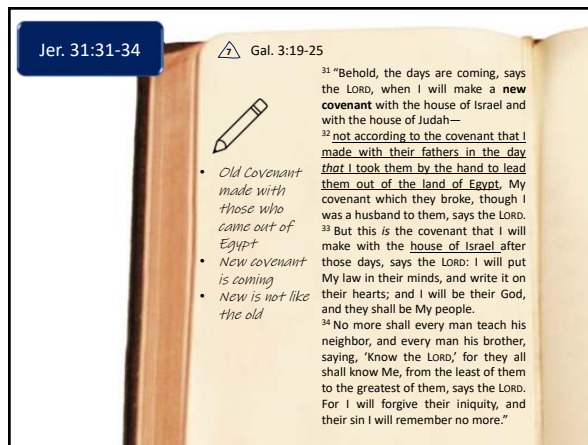 Jer. 31:31-34
7 Gal. 3:19-25
• Old Covenant
made with
those who
came out of
Egypt
• New covenant
is coming
• New is not like
the old
31 "Behold, the days are coming, says
the LORD, when I will make a new
covenant with the house of Israel and
with the house of Judah—
32 not according to the covenant that I
made with their fathers in the day
that I took them by the hand to lead
them out of the land of Egypt, My
covenant which they broke, though I
was a husband to them, says the LORD.
33 But this is the covenant that I will
make with the house of Israel after
those days, says the LORD: I will put
My law in their minds, and write it on
their hearts; and I will be their God,
and they shall be My people.
34 No more shall every man teach his
neighbor, and every man his brother,
saying, ‘Know the LORD,’ for they all
shall know Me, from the least of them
to the greatest of them, says the LORD.
For I will forgive their iniquity, and
their sin I will remember no more.”